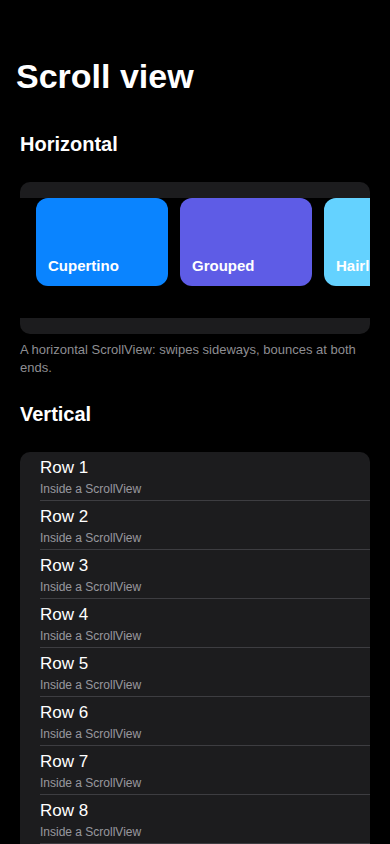 Scroll view
Horizontal
Cupertino
Grouped
Hairl
A horizontal ScrollView: swipes sideways, bounces at both
ends.
Vertical
Row 1
Inside a ScrollView
Row 2
Inside a ScrollView
Row 3
Inside a ScrollView
Row 4
Inside a ScrollView
Row 5
Inside a ScrollView
Row 6
Inside a ScrollView
Row 7
Inside a ScrollView
Row 8
Inside a ScrollView